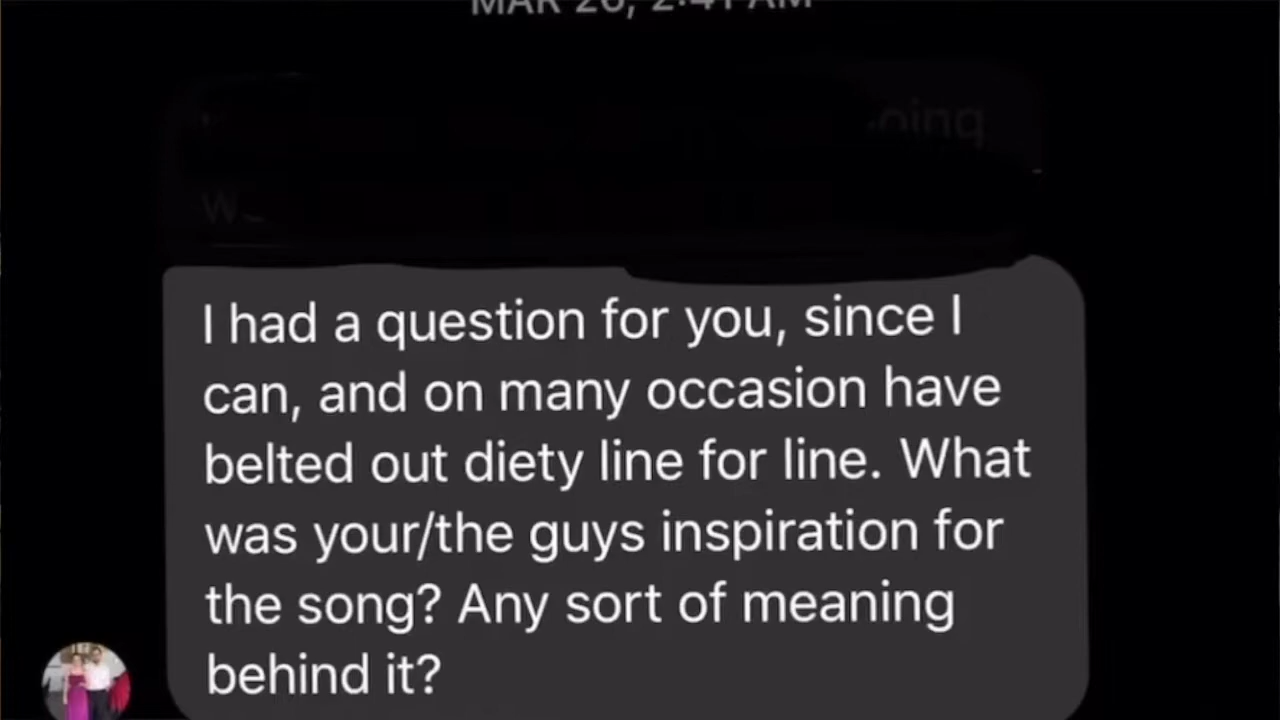 I had a question for you, since I
can, and on many occasion have
belted out diety line for line. What
was your/the guys inspiration for
the song? Any sort of meaning
behind it?